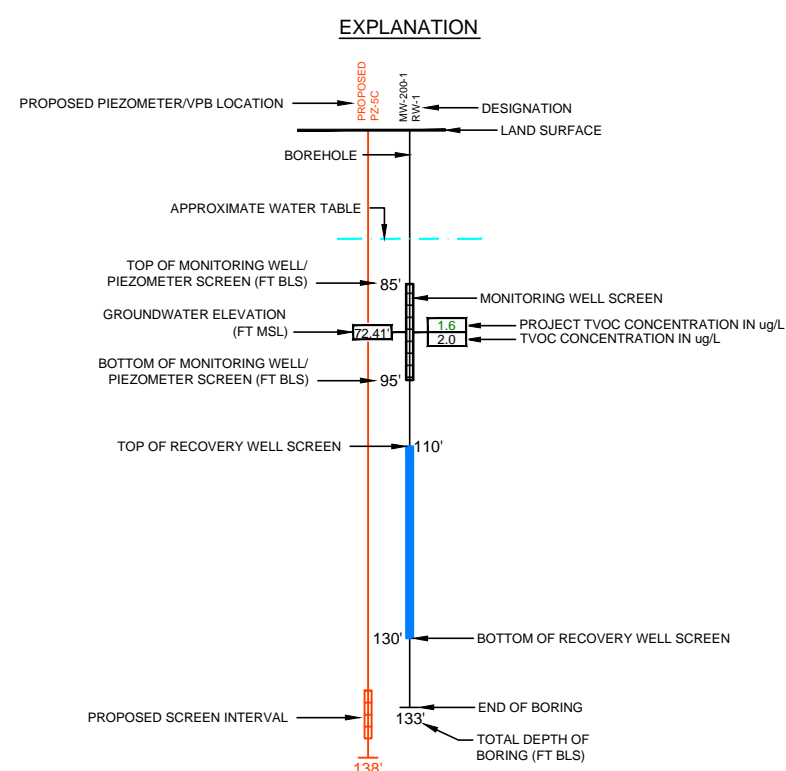 EXPLANATION
PROPOSED
PZ-5C
MW-200-1
RW-1
PROPOSED PIEZOMETER/VPB LOCATION
DESIGNATION
LAND SURFACE
BOREHOLE
APPROXIMATE WATER TABLE
TOP OF MONITORING WELL/
PIEZOMETER SCREEN (FT BLS)
85'
MONITORING WELL SCREEN
GROUNDWATER ELEVATION
(FT MSL)
72.41'
1.6
2.0
PROJECT TVOC CONCENTRATION IN ug/L
TVOC CONCENTRATION IN ug/L
BOTTOM OF MONITORING WELL/
PIEZOMETER SCREEN (FT BLS)
95'
TOP OF RECOVERY WELL SCREEN
110'
130'
BOTTOM OF RECOVERY WELL SCREEN
PROPOSED SCREEN INTERVAL
END OF BORING
133'
TOTAL DEPTH OF
BORING (FT BLS)
138'